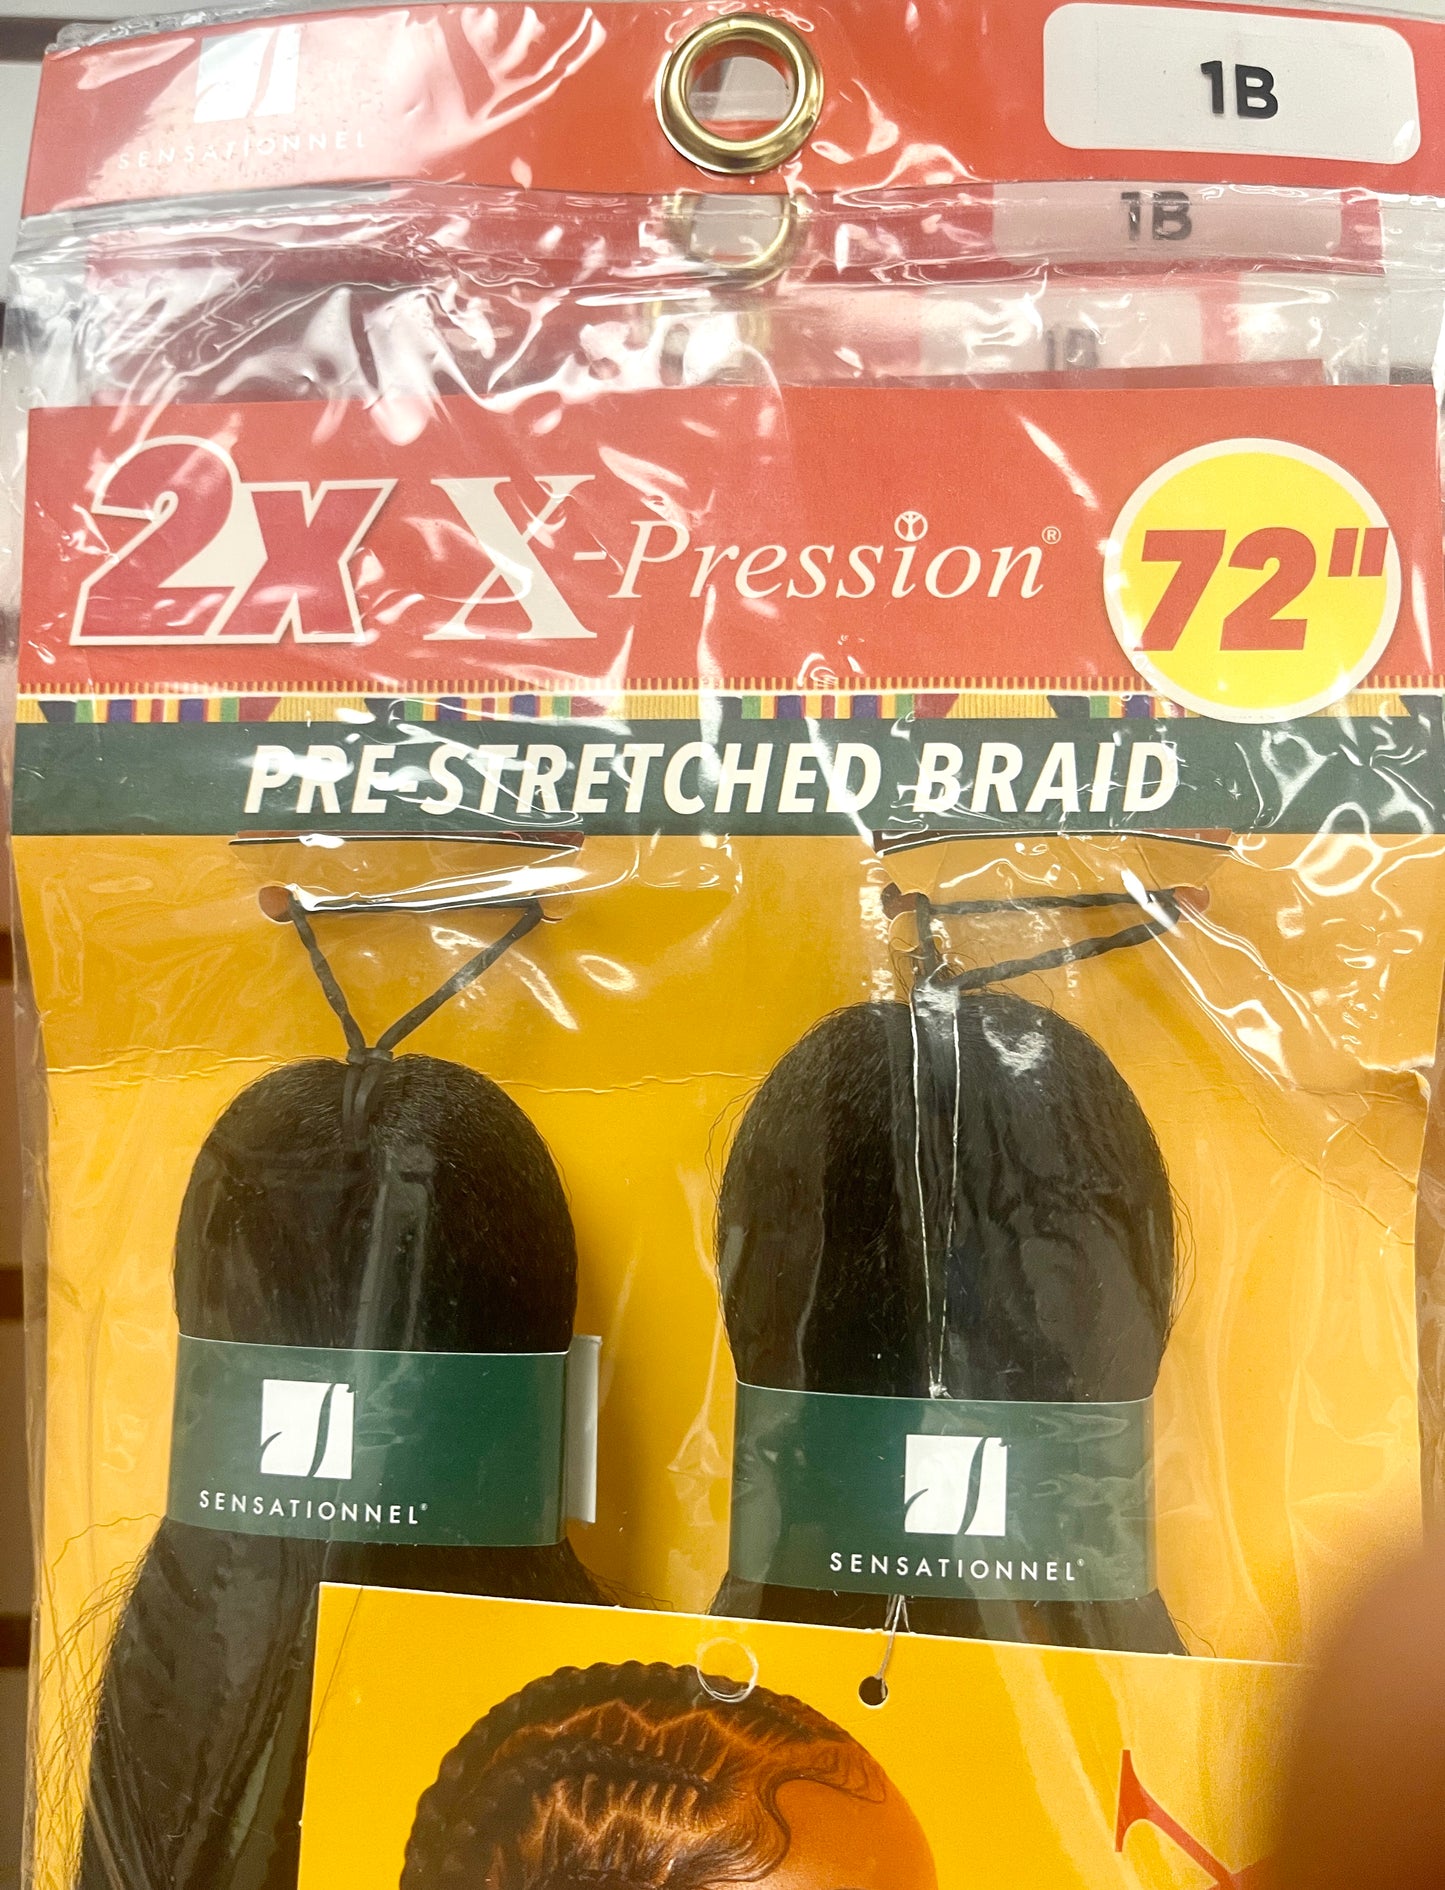 SENSATIONNEL
1B
1B
2x X-Pression® 72"
PRE-STRETCHED BRAID
SENSATIONNEL®
SENSATIONNEL®